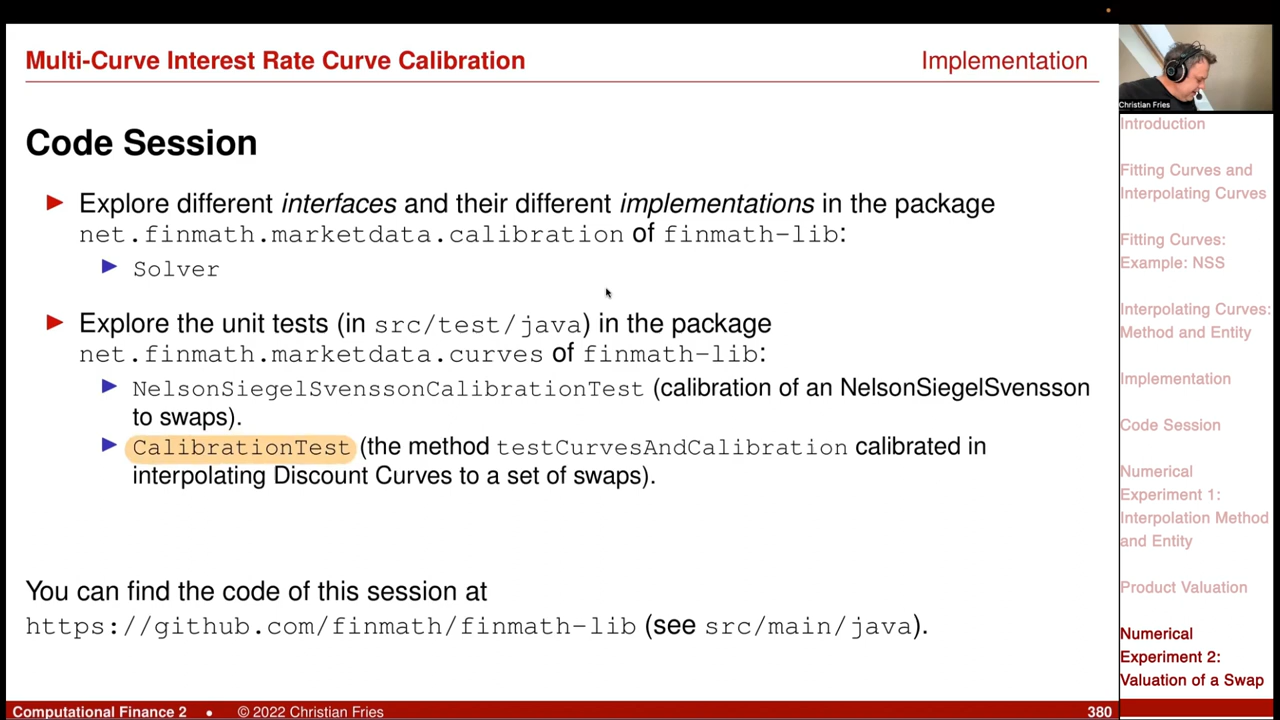 Multi-Curve Interest Rate Curve Calibration
Implementation
Code Session
Explore different interfaces and their different implementations in the package
net.finmath.marketdata.calibration of finmath-lib:
Solver
Explore the unit tests (in src/test/java) in the package
net.finmath.marketdata.curves of finmath-lib:
NelsonSiegelSvenssonCalibrationTest (calibration of an NelsonSiegelSvensson
to swaps).
CalibrationTest (the method testCurvesAndCalibration calibrated in
interpolating Discount Curves to a set of swaps).
You can find the code of this session at
https://github.com/finmath/finmath-lib (see src/main/java).
Computational Finance 2 • © 2022 Christian Fries
380
Christian Fries
Introduction
Fitting Curves and
Interpolating Curves
Fitting Curves:
Example: NSS
Interpolating Curves:
Method and Entity
Implementation
Code Session
Numerical
Experiment 1:
Interpolation Method
and Entity
Product Valuation
Numerical
Experiment 2:
Valuation of a Swap